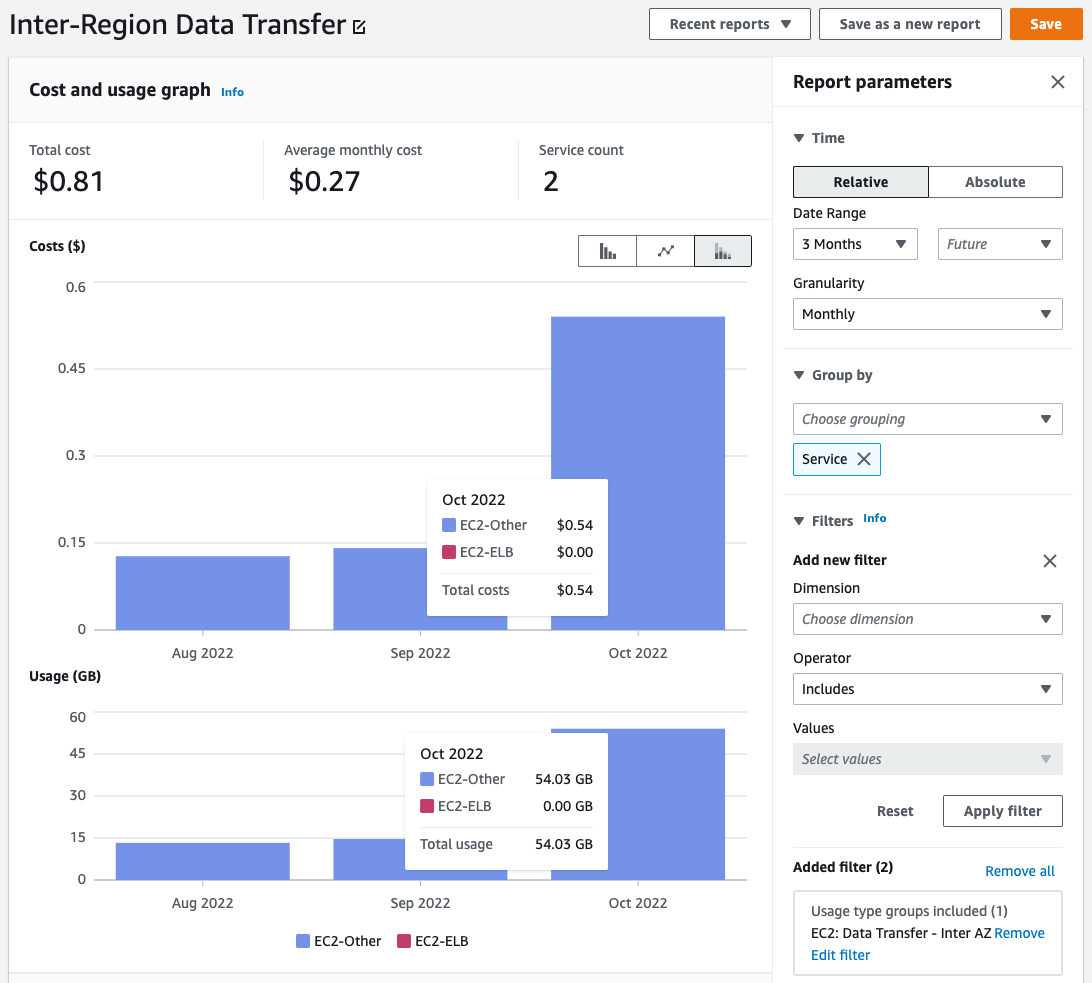 Inter-Region Data Transfer
Recent reports
Save as a new report
Save
Cost and usage graph Info
Total cost
$0.81
Average monthly cost
$0.27
Service count
2
Costs ($)
0.6
0.45
0.3
0.15
0
Oct 2022
EC2-Other $0.54
EC2-ELB $0.00
Total costs $0.54
Aug 2022 Sep 2022 Oct 2022
Usage (GB)
60
45
30
15
0
Oct 2022
EC2-Other 54.03 GB
EC2-ELB 0.00 GB
Total usage 54.03 GB
Aug 2022 Sep 2022 Oct 2022
EC2-Other EC2-ELB
Report parameters
Time
Relative Absolute
Date Range
3 Months Future
Granularity
Monthly
Group by
Choose grouping
Service
Filters Info
Add new filter
Dimension
Choose dimension
Operator
Includes
Values
Select values
Reset Apply filter
Added filter (2) Remove all
Usage type groups included (1)
EC2: Data Transfer - Inter AZ Remove
Edit filter